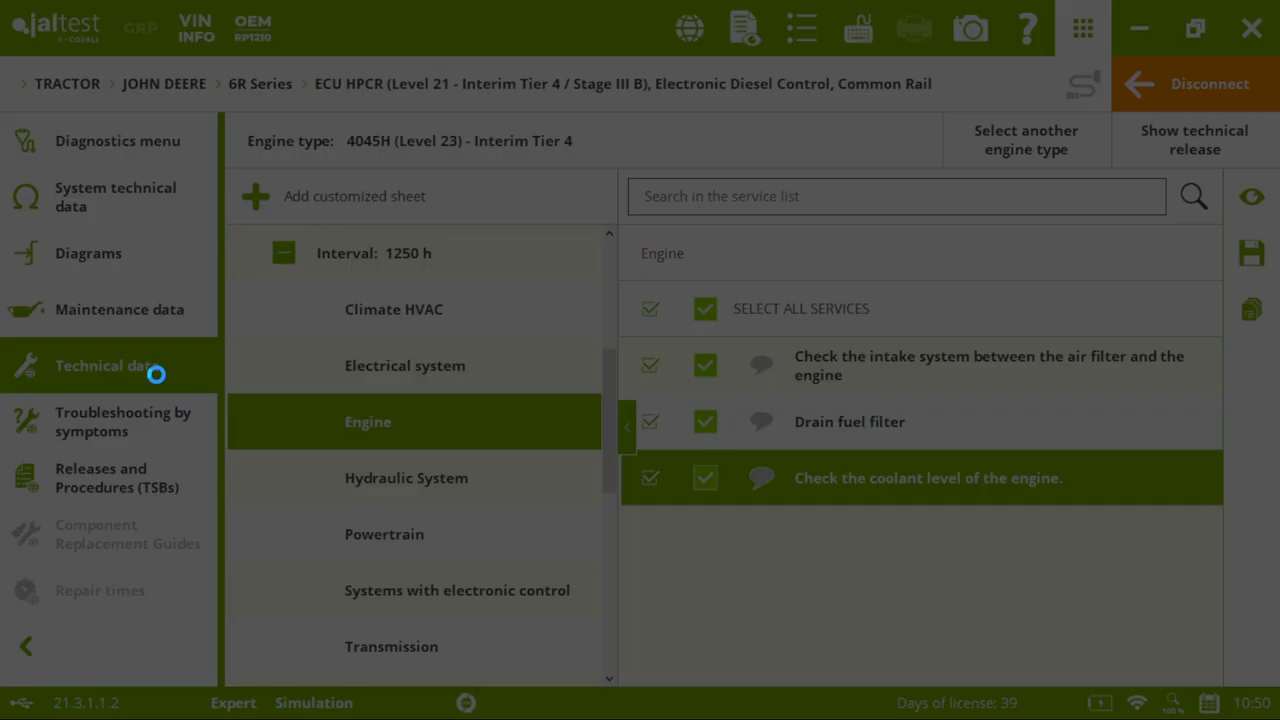 jaltest
BY COJALI
GRP
VIN
INFO
OEM
RP1210
TRACTOR
JOHN DEERE
6R Series
ECU HPCR (Level 21 - Interim Tier 4 / Stage III B), Electronic Diesel Control, Common Rail
Disconnect
Diagnostics menu
Engine type: 4045H (Level 23) - Interim Tier 4
Select another
engine type
Show technical
release
System technical
data
Add customized sheet
Search in the service list
Diagrams
Interval: 1250 h
Engine
Maintenance data
Climate HVAC
SELECT ALL SERVICES
Technical data
Electrical system
Check the intake system between the air filter and the
engine
Troubleshooting by
symptoms
Engine
Drain fuel filter
Releases and
Procedures (TSBs)
Hydraulic System
Check the coolant level of the engine.
Component
Replacement Guides
Powertrain
Repair times
Systems with electronic control
Transmission
21.3.1.1.2
Expert
Simulation
Days of license: 39
100 %
10:50